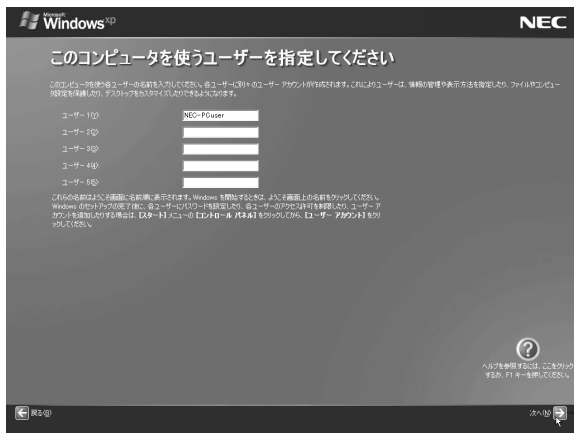 Microsoft
Windows xp
NEC
このコンピュータを使うユーザーを指定してください
このコンピュータを使う各ユーザーの名前を入力してください。各ユーザーに別々のユーザー アカウントが作成されます。これによりユーザーは、情報の管理や表示方法を指定したり、ファイルやコンピュー
タ設定を保護したり、デスクトップをカスタマイズしたりできるようになります。
ユーザー 1(Y):
NEC-PCuser
ユーザー 2(2):
ユーザー 3(3):
ユーザー 4(4):
ユーザー 5(5):
これらの名前はようこそ画面に名前順に表示されます。Windows を開始するときは、ようこそ画面上の名前をクリックしてください。
Windows のセットアップの完了後に、各ユーザーにパスワードを設定したり、各ユーザーのアクセス許可を制限したり、ユーザー ア
カウントを追加したりする場合は、[スタート] メニューの [コントロール パネル] をクリックしてから、[ユーザー アカウント] をクリ
ックしてください。
ヘルプを参照するには、ここをクリック
するか、F1 キーを押してください。
戻る(B)
次へ(N)